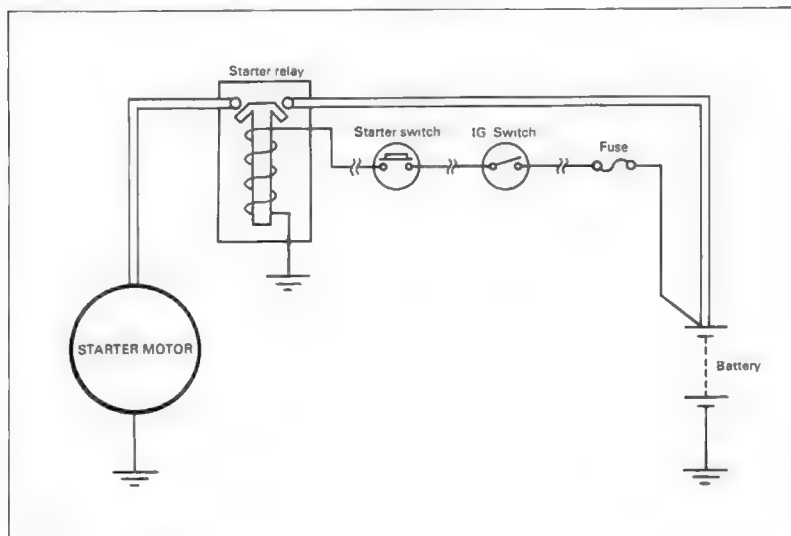 Starter relay
Starter switch
IG Switch
Fuse
STARTER MOTOR
Battery